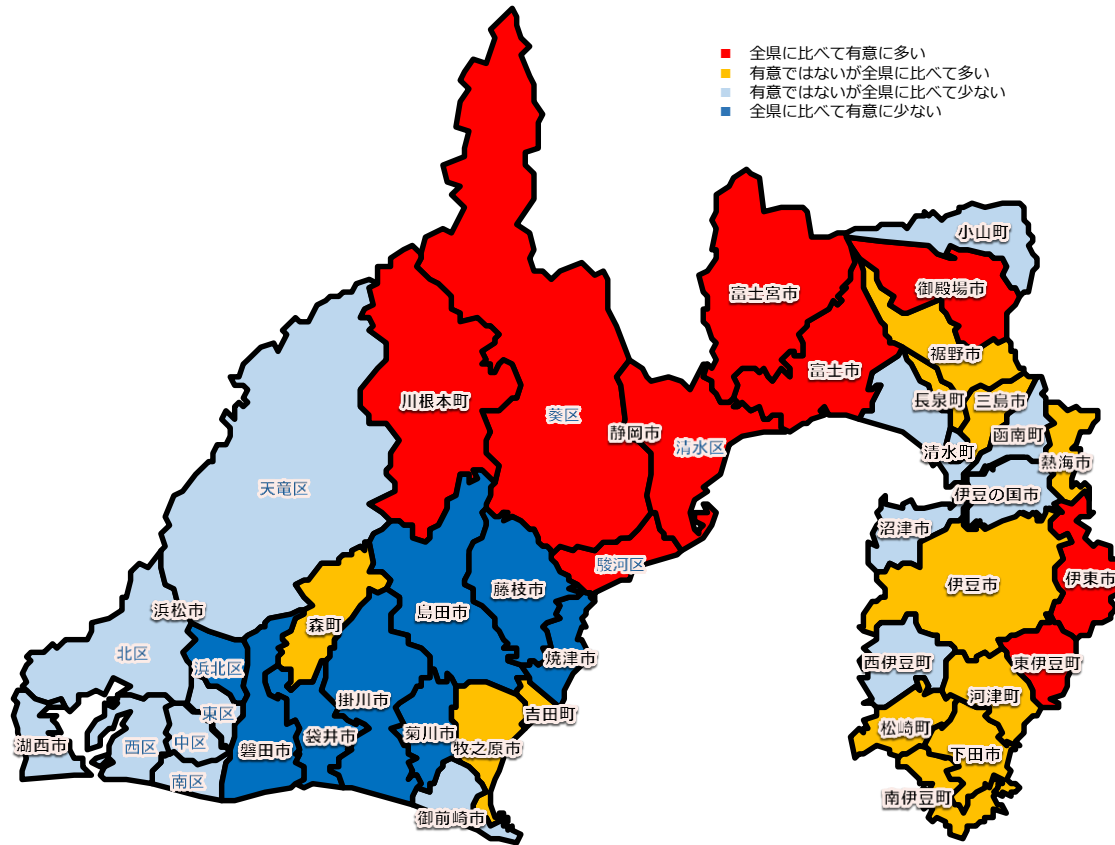 全県に比べて有意に多い
有意ではないが全県に比べて多い
有意ではないが全県に比べて少ない
全県に比べて有意に少ない
小山町
富士宮市
御殿場市
裾野市
富士市
川根本町
長泉町
三島市
葵区
静岡市
清水区
函南町
清水町
熱海市
天竜区
伊豆の国市
沼津市
駿河区
伊東市
伊豆市
藤枝市
浜松市
島田市
森町
北区
浜北区
焼津市
西伊豆町
東伊豆町
掛川市
河津町
東区
吉田町
湖西市
西区
中区
磐田市
袋井市
菊川市
牧之原市
松崎町
下田市
南区
南伊豆町
御前崎市